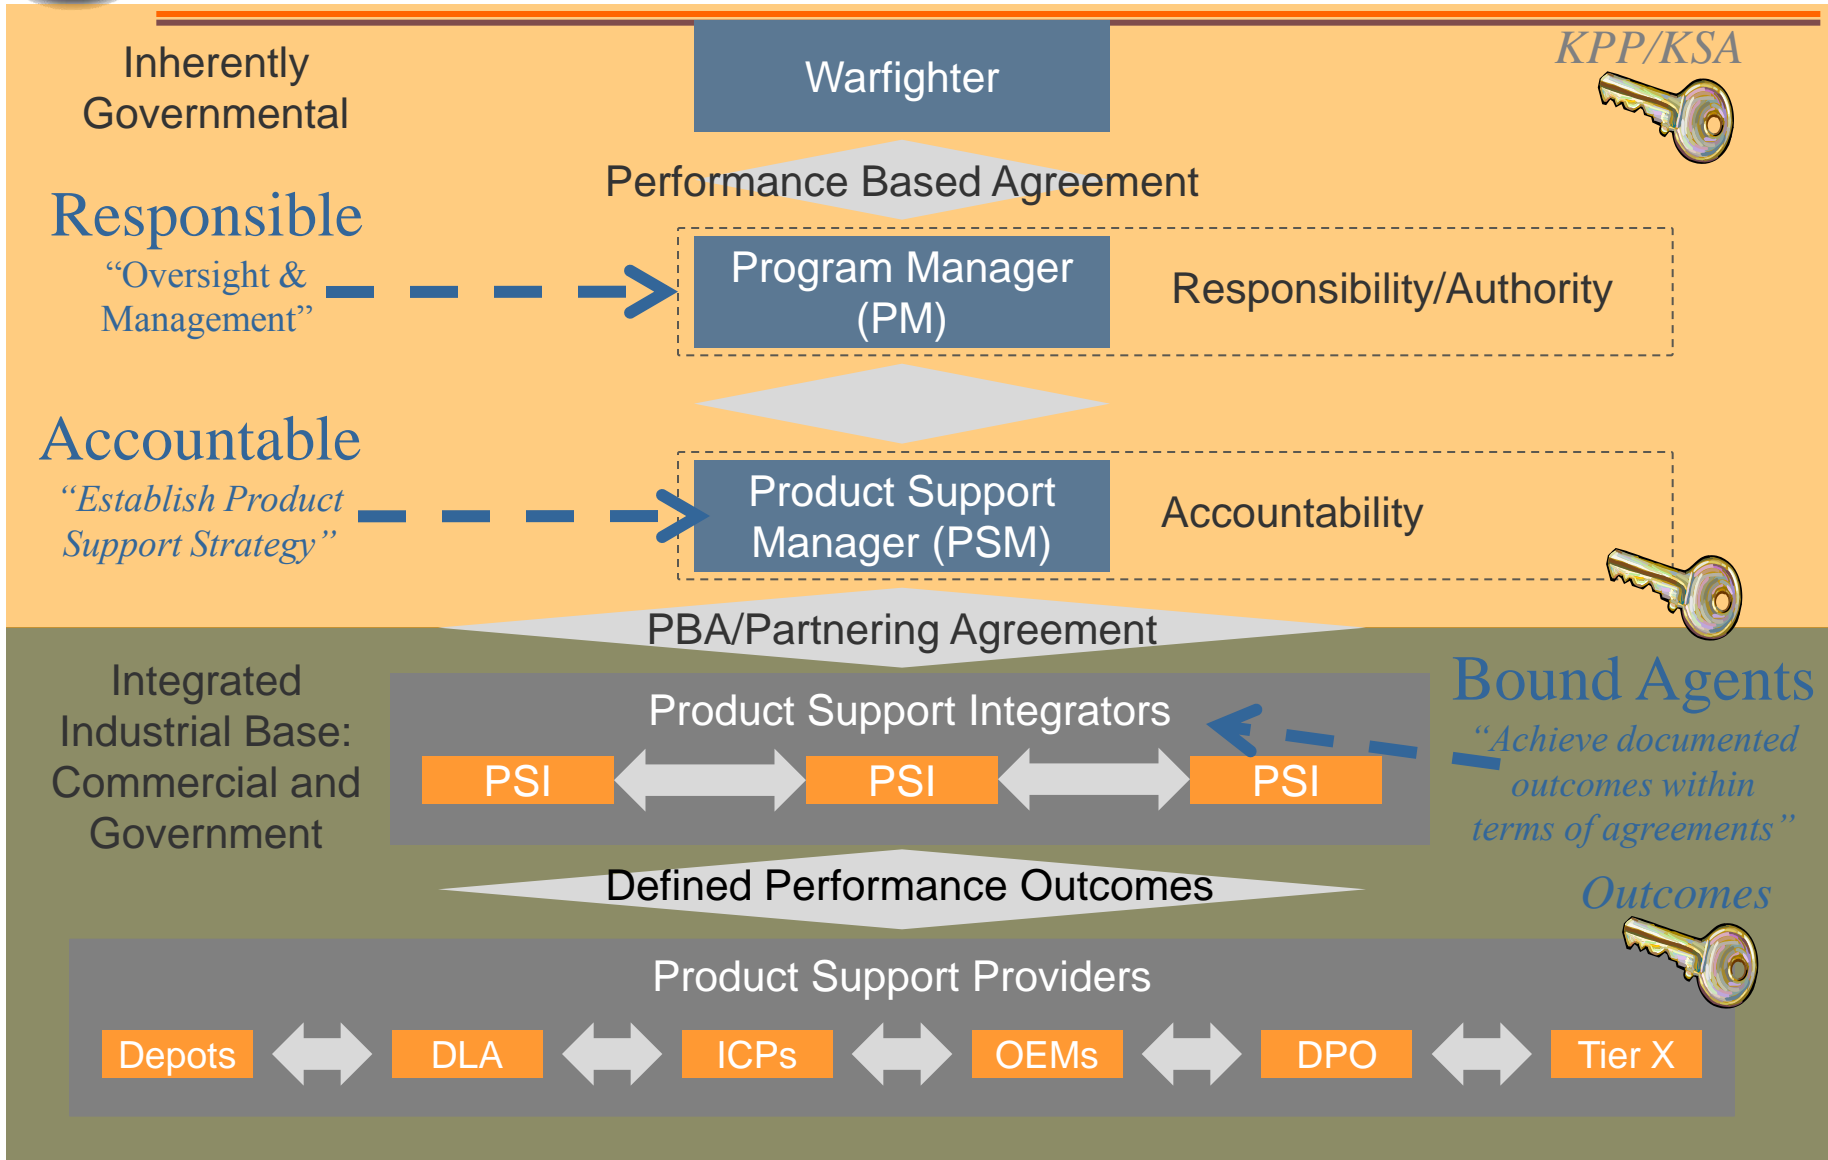 Inherently
Governmental
Warfighter
KPP/KSA
Performance Based Agreement
Responsible
“Oversight &
Management”
Program Manager
(PM)
Responsibility/Authority
Accountable
“Establish Product
Support Strategy”
Product Support
Manager (PSM)
Accountability
PBA/Partnering Agreement
Integrated
Industrial Base:
Commercial and
Government
Product Support Integrators
PSI
PSI
PSI
Bound Agents
“Achieve documented
outcomes within
terms of agreements”
Defined Performance Outcomes
Outcomes
Product Support Providers
Depots
DLA
ICPs
OEMs
DPO
Tier X